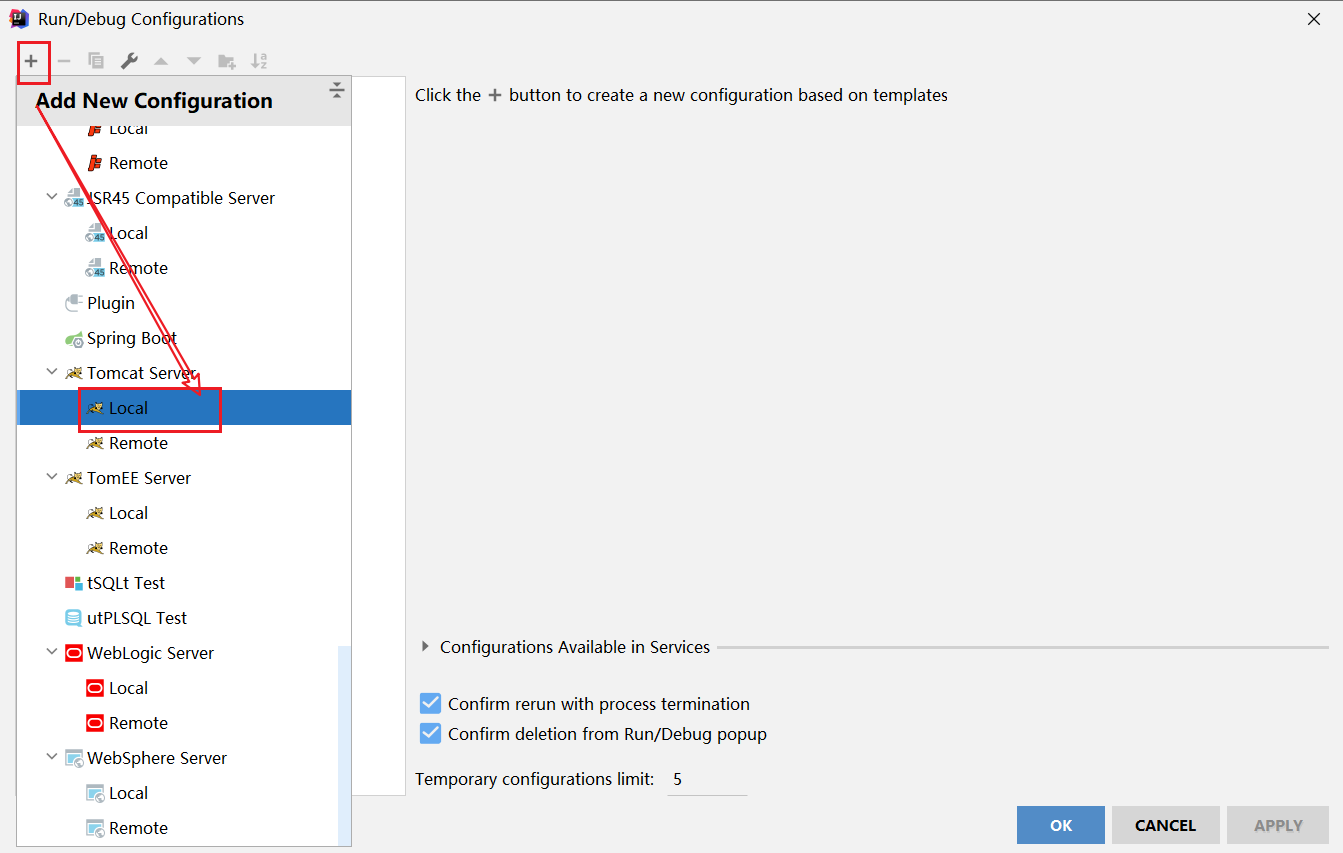 Run/Debug Configurations
Add New Configuration
Local
Remote
JSR45 Compatible Server
Local
Remote
Plugin
Spring Boot
Tomcat Server
Local
Remote
TomEE Server
Local
Remote
tSQLt Test
utPLSQL Test
WebLogic Server
Local
Remote
WebSphere Server
Local
Remote
Click the + button to create a new configuration based on templates
Configurations Available in Services
Confirm rerun with process termination
Confirm deletion from Run/Debug popup
Temporary configurations limit: 5
OK CANCEL APPLY